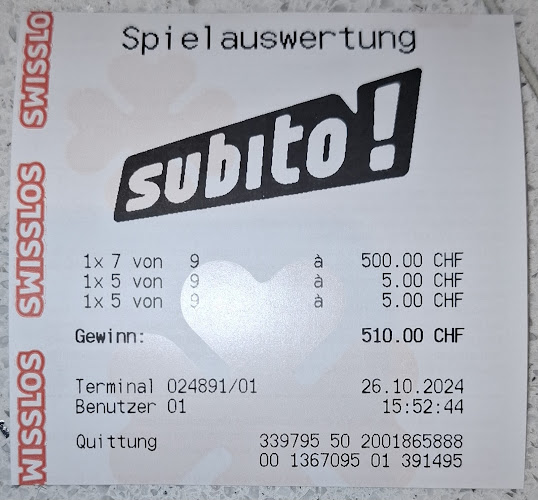 Spielauswertung
SWISSLO
subito!
SWISSLOS
1x 7 von 9 à 500.00 CHF
1x 5 von 9 à 5.00 CHF
1x 5 von 9 à 5.00 CHF
Gewinn: 510.00 CHF
WISSLOS
Terminal 024891/01 26.10.2024
Benutzer 01 15:52:44
Quittung 339795 50 2001865888
00 1367095 01 391495